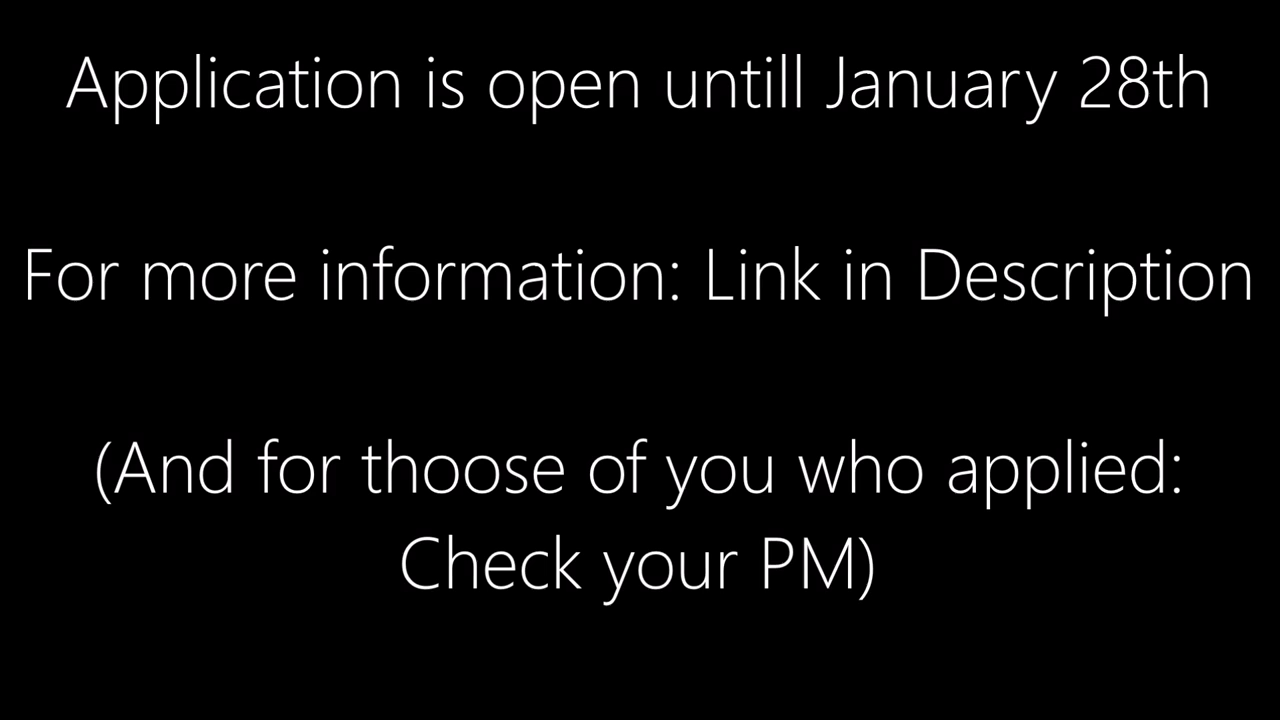 Application is open untill January 28th
For more information: Link in Description
(And for thoose of you who applied:
Check your PM)